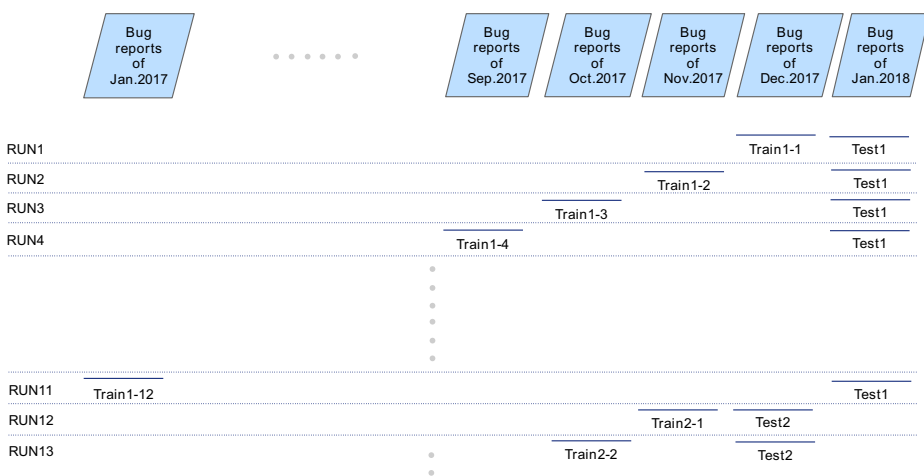 Bug
reports
of
Jan.2017
Bug
reports
of
Sep.2017
Bug
reports
of
Oct.2017
Bug
reports
of
Nov.2017
Bug
reports
of
Dec.2017
Bug
reports
of
Jan.2018
RUN1 Train1-1 Test1
RUN2 Train1-2 Test1
RUN3 Train1-3 Test1
RUN4 Train1-4 Test1
RUN11 Train1-12 Test1
RUN12 Train2-1 Test2
RUN13 Train2-2 Test2